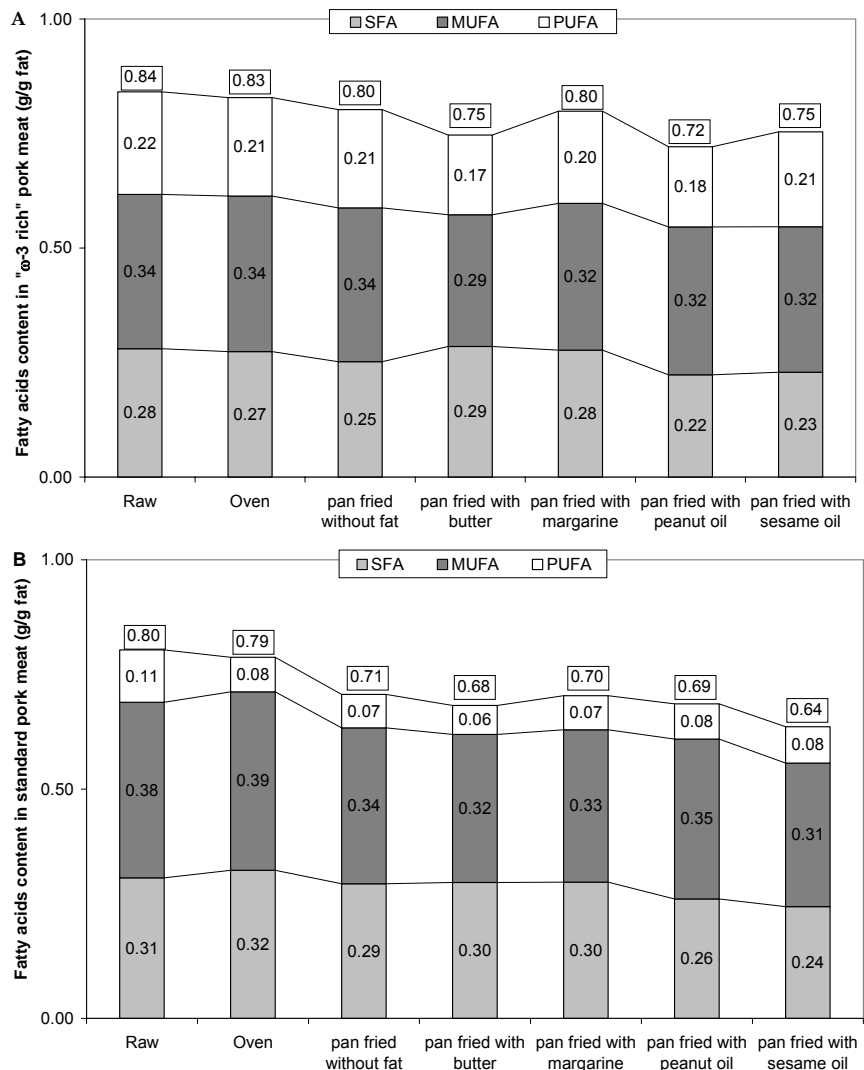 A
1.00
SFA MUFA PUFA
0.84 0.83 0.80 0.75 0.80 0.72 0.75
0.22 0.21 0.21 0.17 0.20 0.18 0.21
0.50
0.34 0.34 0.34 0.29 0.32 0.32 0.32
0.28 0.27 0.25 0.29 0.28 0.22 0.23
0.00
Fatty acids content in "ω-3 rich" pork meat (g/g fat)
Raw
Oven
pan fried
without fat
pan fried with
butter
pan fried with
margarine
pan fried with
peanut oil
pan fried with
sesame oil
B
1.00
SFA MUFA PUFA
0.80 0.79 0.71 0.68 0.70 0.69 0.64
0.11 0.08 0.07 0.06 0.07 0.08 0.08
0.50
0.38 0.39 0.34 0.32 0.33 0.35 0.31
0.31 0.32 0.29 0.30 0.30 0.26 0.24
0.00
Fatty acids content in standard pork meat (g/g fat)
Raw
Oven
pan fried
without fat
pan fried with
butter
pan fried with
margarine
pan fried with
peanut oil
pan fried with
sesame oil